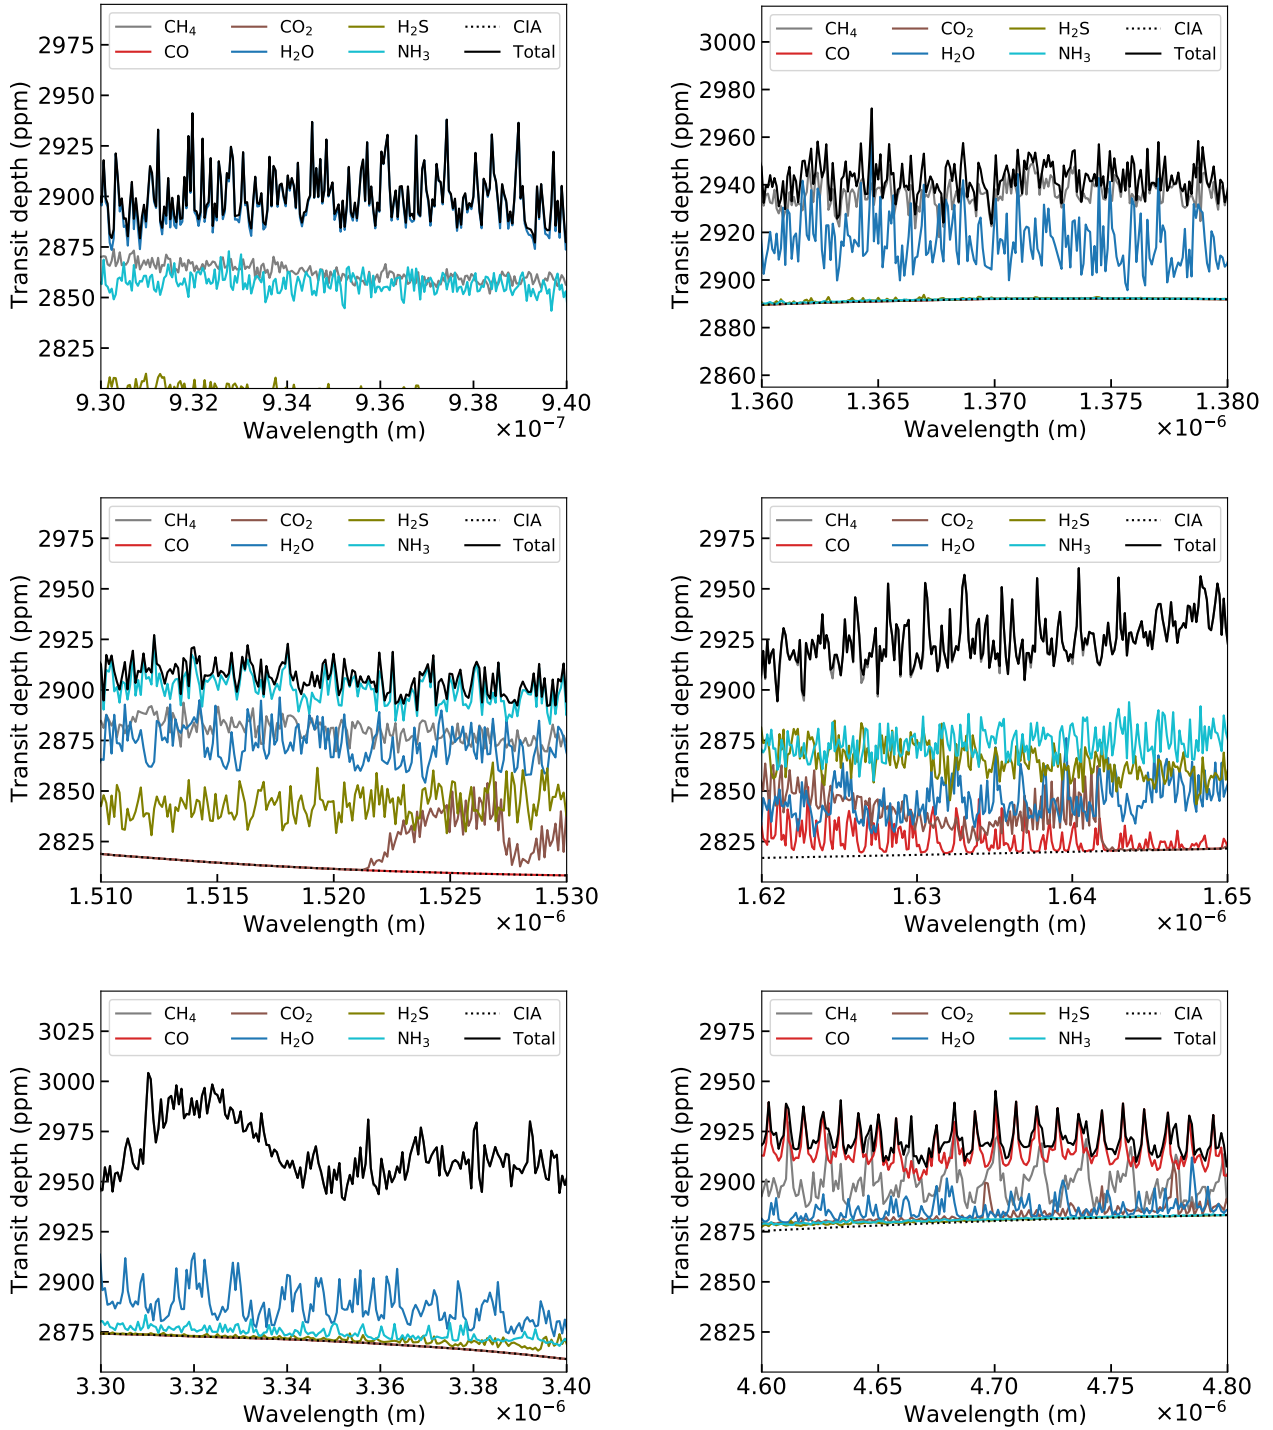 CH₄ CO₂ H₂S CIA
CO H₂O NH₃ Total
Transit depth (ppm)
2975
2950
2925
2900
2875
2850
2825
9.30 9.32 9.34 9.36 9.38 9.40
Wavelength (m) ×10⁻⁷
CH₄ CO₂ H₂S CIA
CO H₂O NH₃ Total
Transit depth (ppm)
3000
2980
2960
2940
2920
2900
2880
2860
1.360 1.365 1.370 1.375 1.380
Wavelength (m) ×10⁻⁶
CH₄ CO₂ H₂S CIA
CO H₂O NH₃ Total
Transit depth (ppm)
2975
2950
2925
2900
2875
2850
2825
1.510 1.515 1.520 1.525 1.530
Wavelength (m) ×10⁻⁶
CH₄ CO₂ H₂S CIA
CO H₂O NH₃ Total
Transit depth (ppm)
2975
2950
2925
2900
2875
2850
2825
1.62 1.63 1.64 1.65
Wavelength (m) ×10⁻⁶
CH₄ CO₂ H₂S CIA
CO H₂O NH₃ Total
Transit depth (ppm)
3025
3000
2975
2950
2925
2900
2875
3.30 3.32 3.34 3.36 3.38 3.40
Wavelength (m) ×10⁻⁶
CH₄ CO₂ H₂S CIA
CO H₂O NH₃ Total
Transit depth (ppm)
2975
2950
2925
2900
2875
2850
2825
4.60 4.65 4.70 4.75 4.80
Wavelength (m) ×10⁻⁶